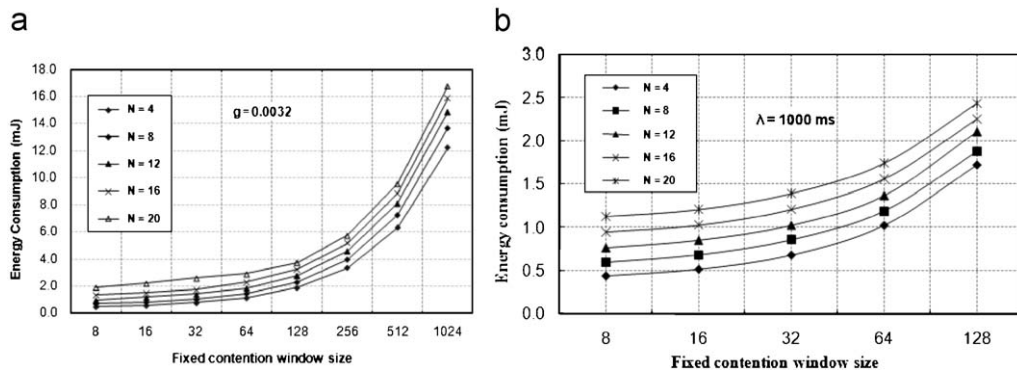 a
Energy Consumption (mJ)
18.0
16.0
14.0
12.0
10.0
8.0
6.0
4.0
2.0
0.0
N = 4
N = 8
N = 12
N = 16
N = 20
g = 0.0032
8 16 32 64 128 256 512 1024
Fixed contention window size
b
Energy consumption (mJ)
3.0
2.5
2.0
1.5
1.0
0.5
0.0
N = 4
N = 8
N = 12
N = 16
N = 20
λ = 1000 ms
8 16 32 64 128
Fixed contention window size